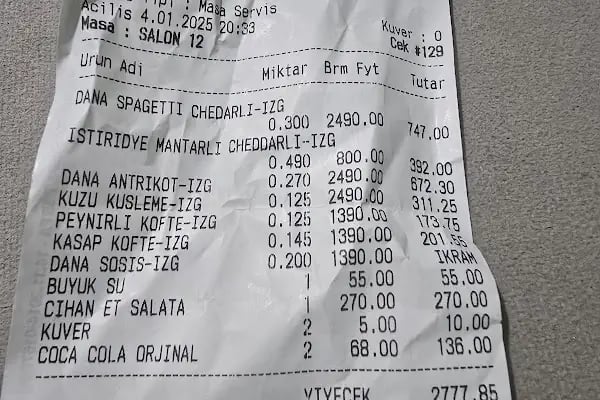 Tipi : Masa Servis
Acilis 4.01.2025 20:33
Kuver : 0
Masa : SALON 12
Cek #129
Urun Adi Miktar Brm Fyt Tutar
DANA SPAGETTI CHEDARLI-IZG
0.300 2490.00 747.00
ISTIRIDYE MANTARLI CHEDDARLI-IZG
0.490 800.00 392.00
DANA ANTRIKOT-IZG 0.270 2490.00 672.30
KUZU KUSLEME-IZG 0.125 2490.00 311.25
PEYNIRLI KOFTE-IZG 0.125 1390.00 173.75
KASAP KOFTE-IZG 0.145 1390.00 201.55
DANA SOSIS-IZG 0.200 1390.00 IKRAM
BUYUK SU 1 55.00 55.00
CIHAN ET SALATA 1 270.00 270.00
KUVER 2 5.00 10.00
COCA COLA ORJINAL 2 68.00 136.00
YIYECEK 2777.85